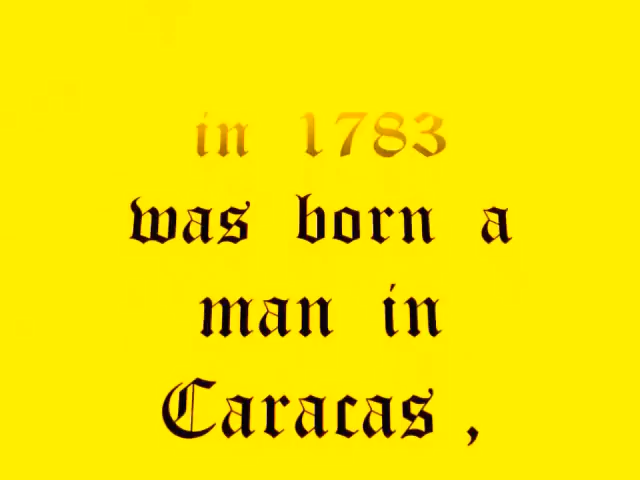 in 1783
was born a
man in
Caracas ,